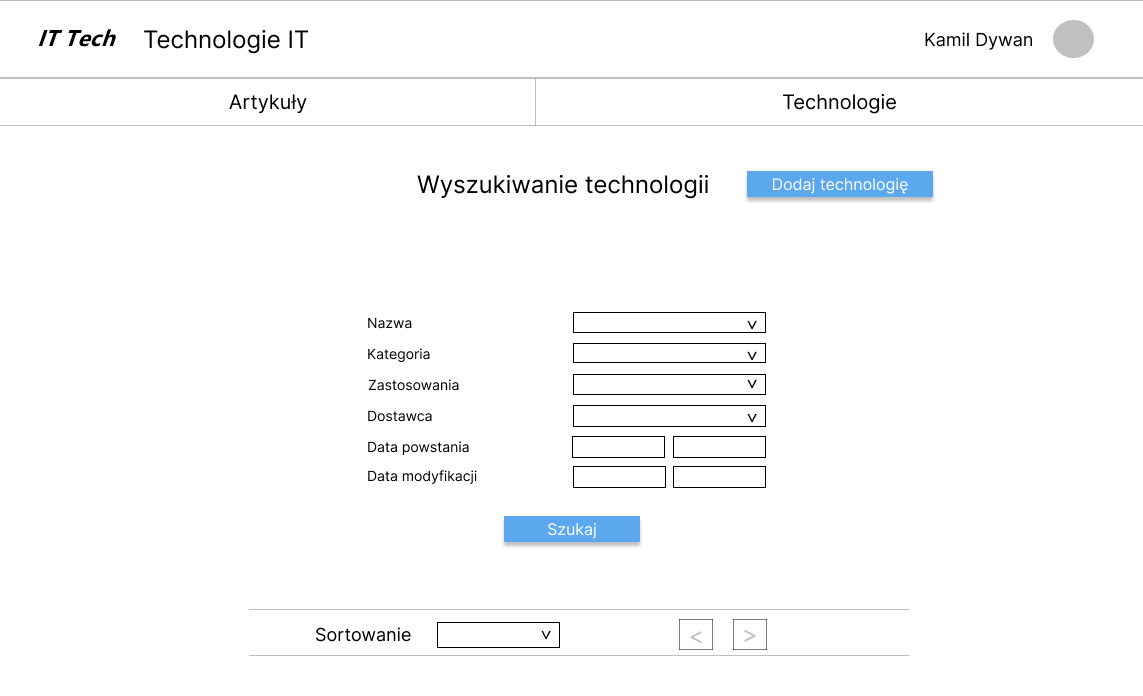 IT Tech Technologie IT Kamil Dywan
Artykuły Technologie
Wyszukiwanie technologii Dodaj technologię
Nazwa
Kategoria
Zastosowania
Dostawca
Data powstania
Data modyfikacji
Szukaj
Sortowanie < >